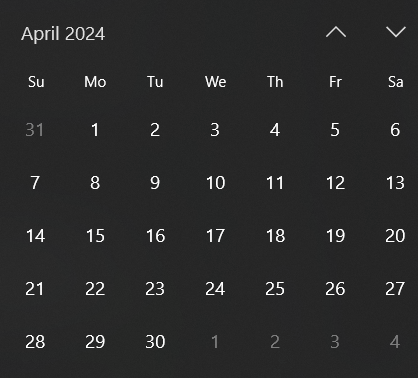 April 2024
Su Mo Tu We Th Fr Sa
31 1 2 3 4 5 6
7 8 9 10 11 12 13
14 15 16 17 18 19 20
21 22 23 24 25 26 27
28 29 30 1 2 3 4